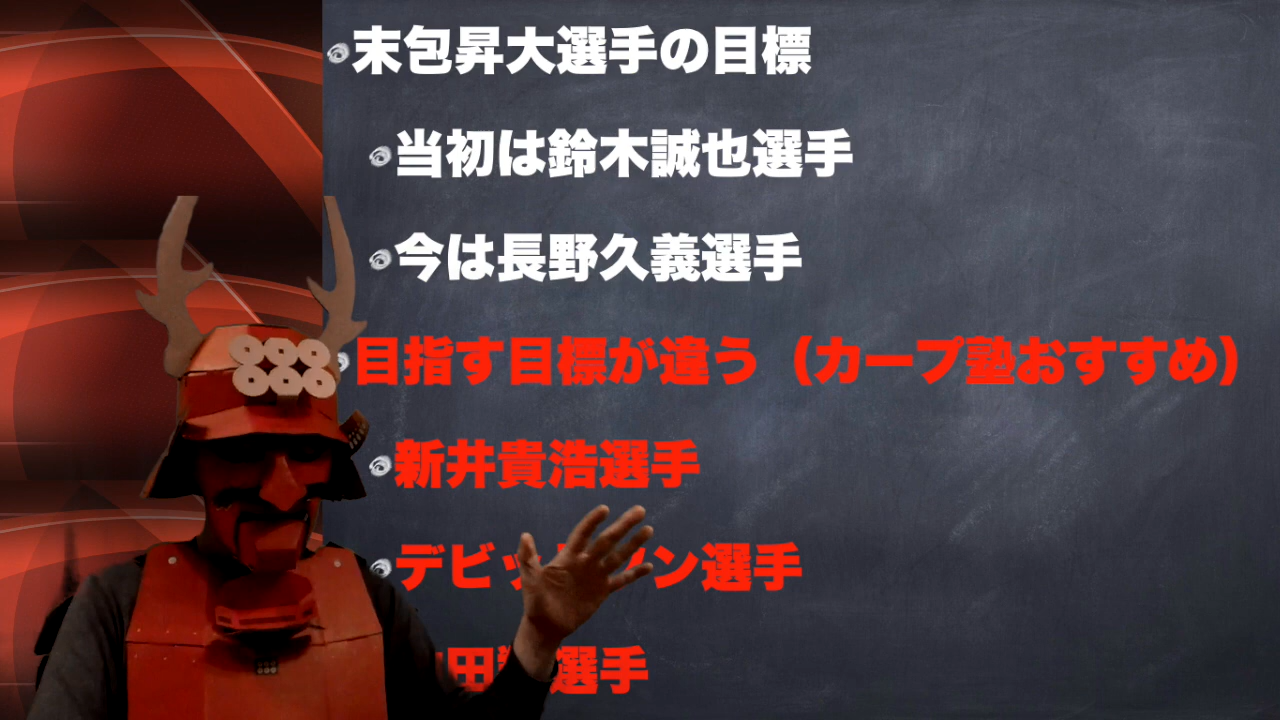 末包昇大選手の目標
当初は鈴木誠也選手
今は長野久義選手
目指す目標が違う（カープ塾おすすめ）
新井貴浩選手
デビッ ソン選手
田 選手